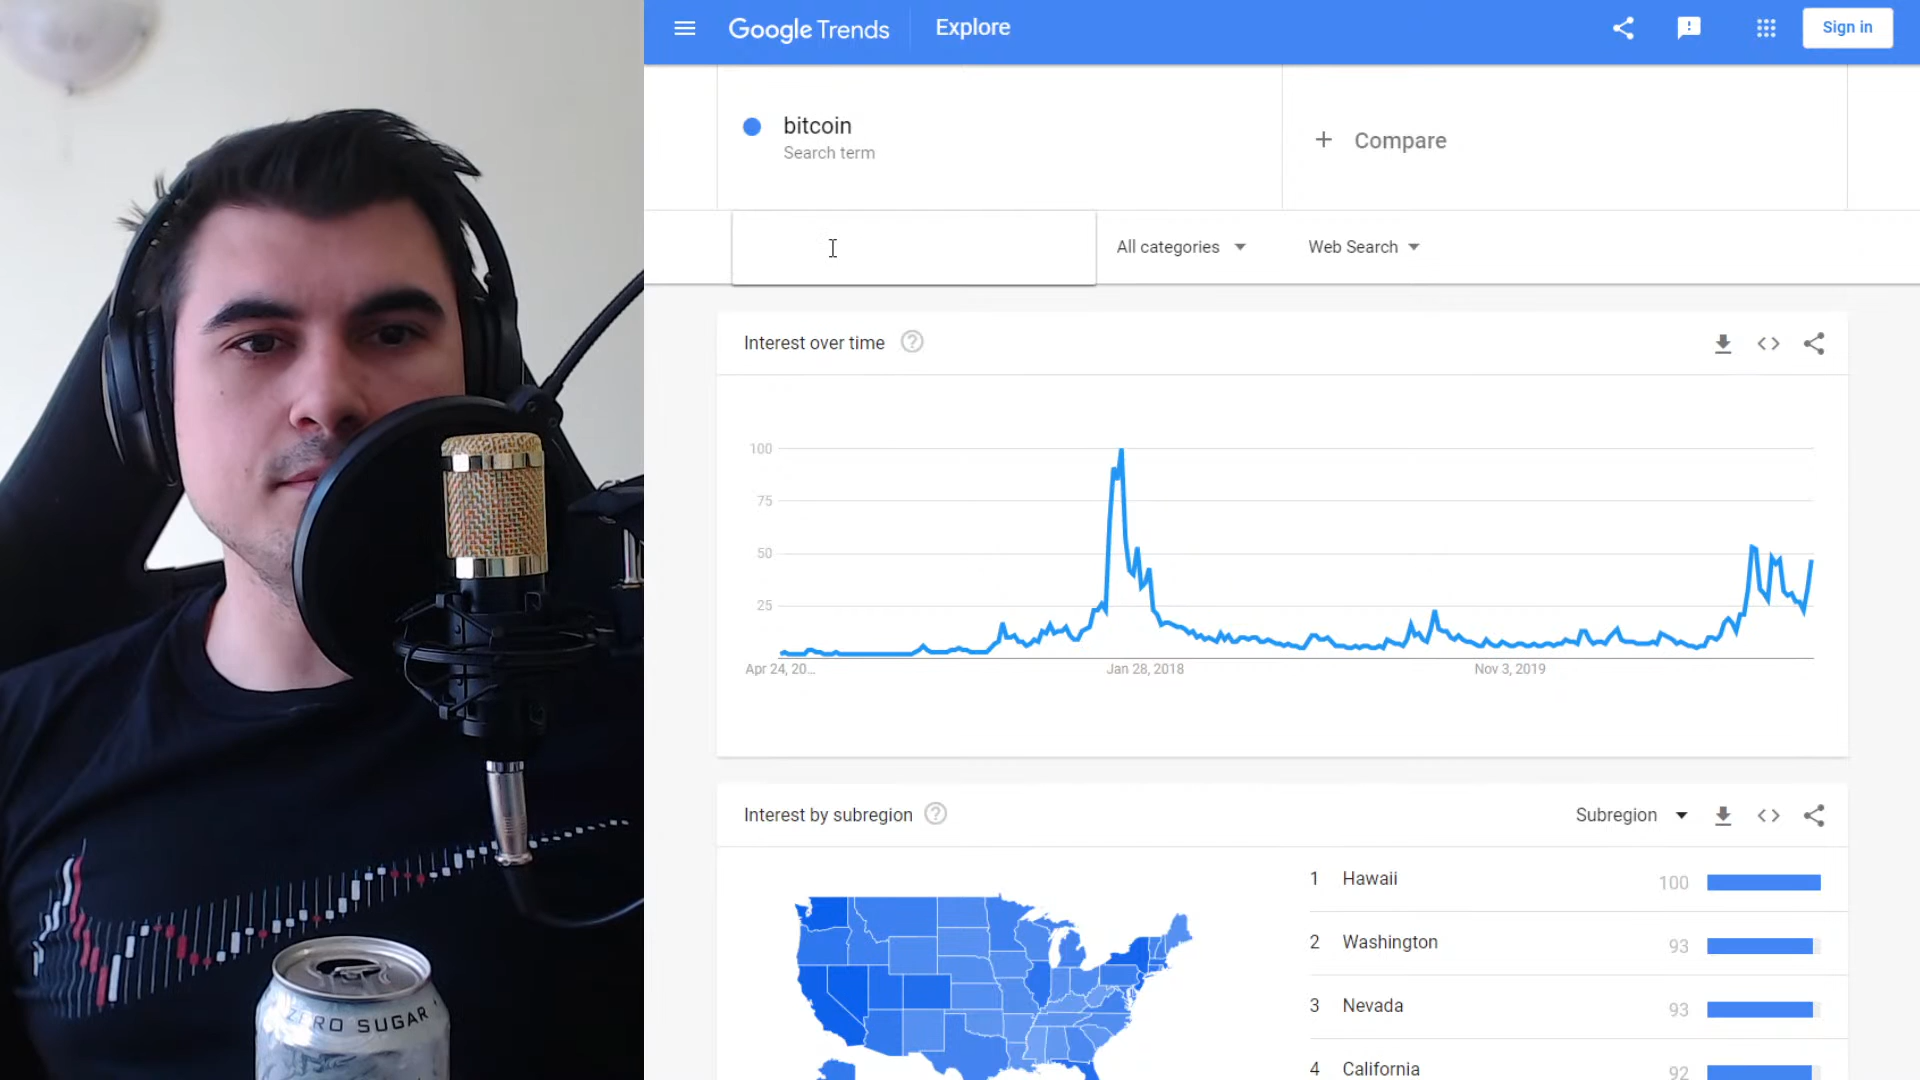 Google Trends
Explore
Sign in
bitcoin
Search term
+ Compare
All categories
Web Search
Interest over time
100
75
50
25
Apr 24, 20...
Jan 28, 2018
Nov 3, 2019
Interest by subregion
Subregion
1 Hawaii 100
2 Washington 93
3 Nevada 93
4 California 92
ZERO SUGAR